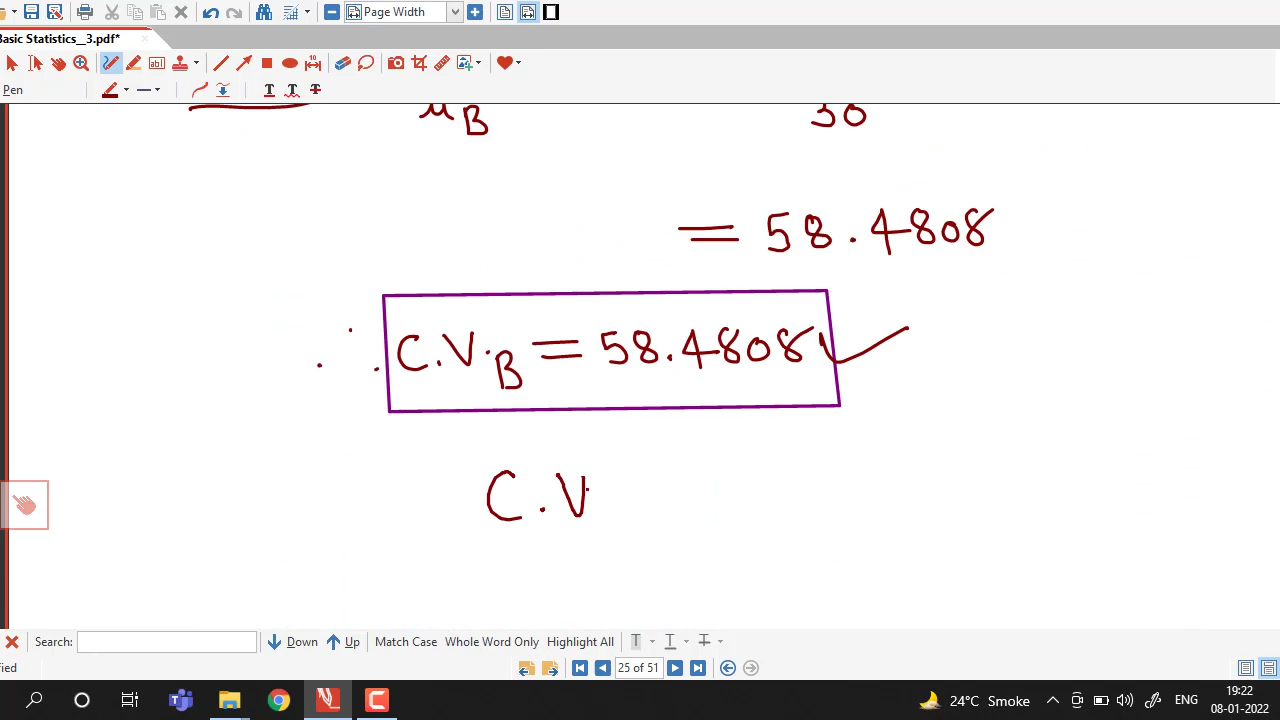 Page Width
Basic Statistics_3.pdf*
Pen
μB 30
= 58.4808
∴ C.V.B = 58.4808
C.V
Search: Down Up Match Case Whole Word Only Highlight All
25 of 51
24°C Smoke ENG 19:22
08-01-2022